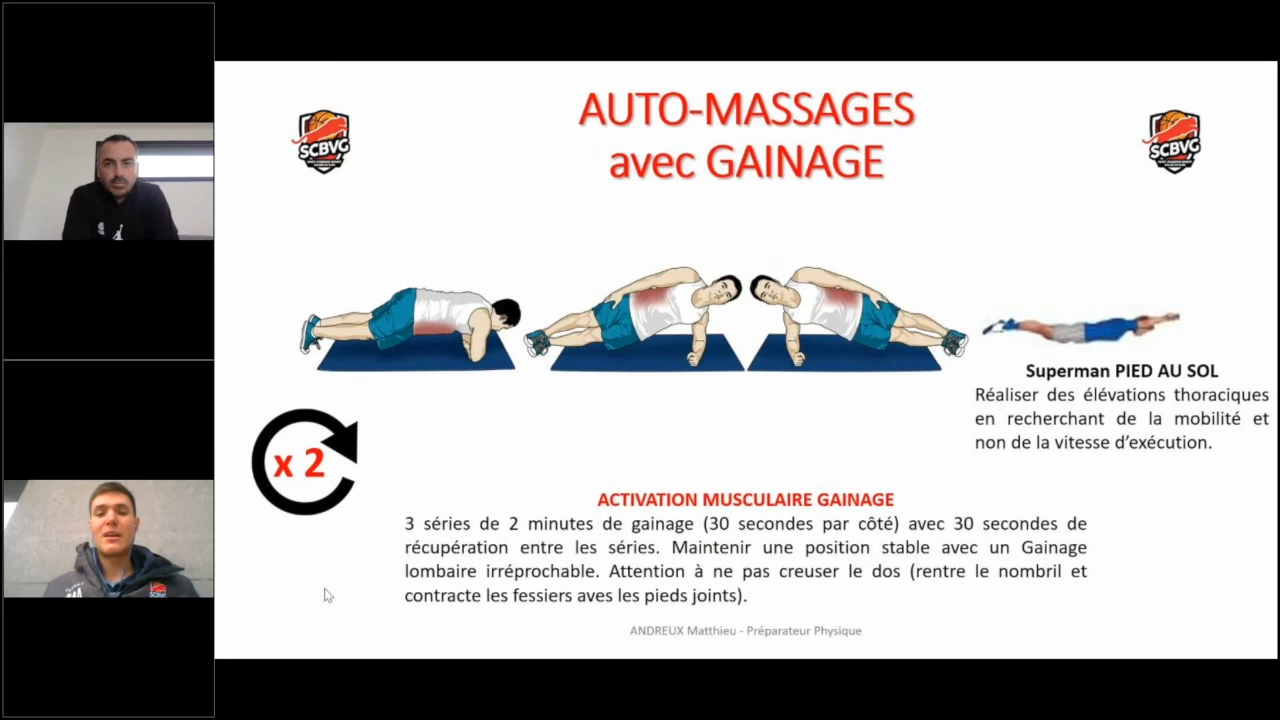 AUTO-MASSAGES
avec GAINAGE
SCBVG
SCBVG
Superman PIED AU SOL
Réaliser des élévations thoraciques
en recherchant de la mobilité et
non de la vitesse d’exécution.
x 2
ACTIVATION MUSCULAIRE GAINAGE
3 séries de 2 minutes de gainage (30 secondes par côté) avec 30 secondes de
récupération entre les séries. Maintenir une position stable avec un Gainage
lombaire irréprochable. Attention à ne pas creuser le dos (rentre le nombril et
contracte les fessiers aves les pieds joints).
ANDREUX Matthieu - Préparateur Physique